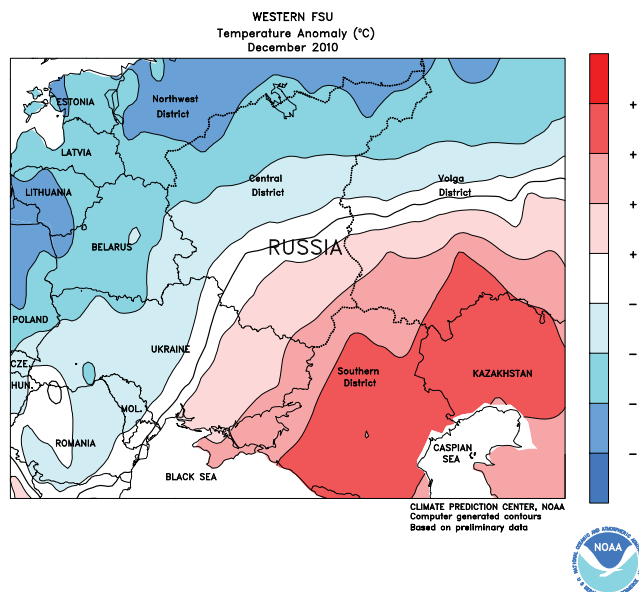 WESTERN FSU
Temperature Anomaly (°C)
December 2010
ESTONIA
Northwest
District
LATVIA
LITHUANIA
Central
District
Volga
District
BELARUS
RUSSIA
POLAND
UKRAINE
CZE.
HUN.
MOL.
ROMANIA
Southern
District
KAZAKHSTAN
CASPIAN
SEA
BLACK SEA
+
+
+
+
−
−
−
−
CLIMATE PREDICTION CENTER, NOAA
Computer generated contours
Based on preliminary data
NOAA